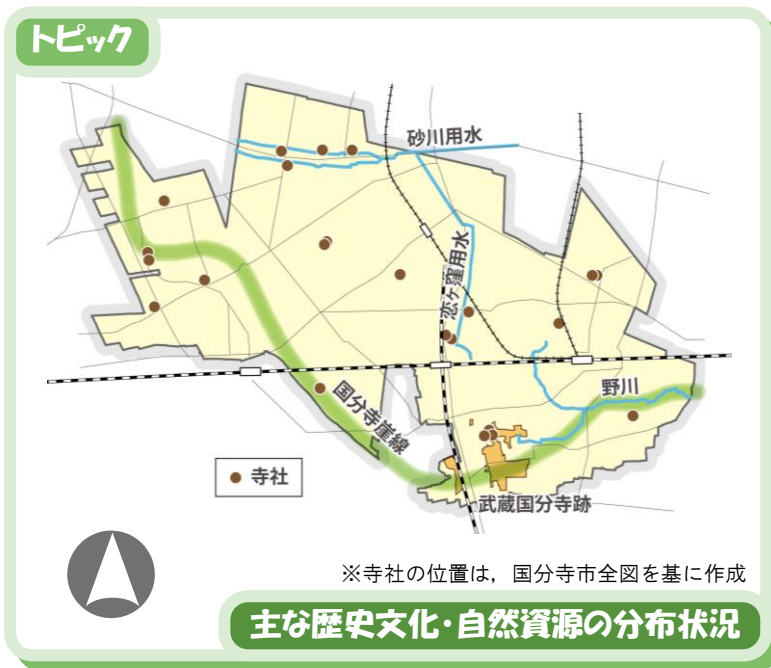 トピック
砂川用水
恋ヶ窪用水
野川
国分寺崖線
寺社
武蔵国分寺跡
※寺社の位置は，国分寺市全図を基に作成
主な歴史文化・自然資源の分布状況